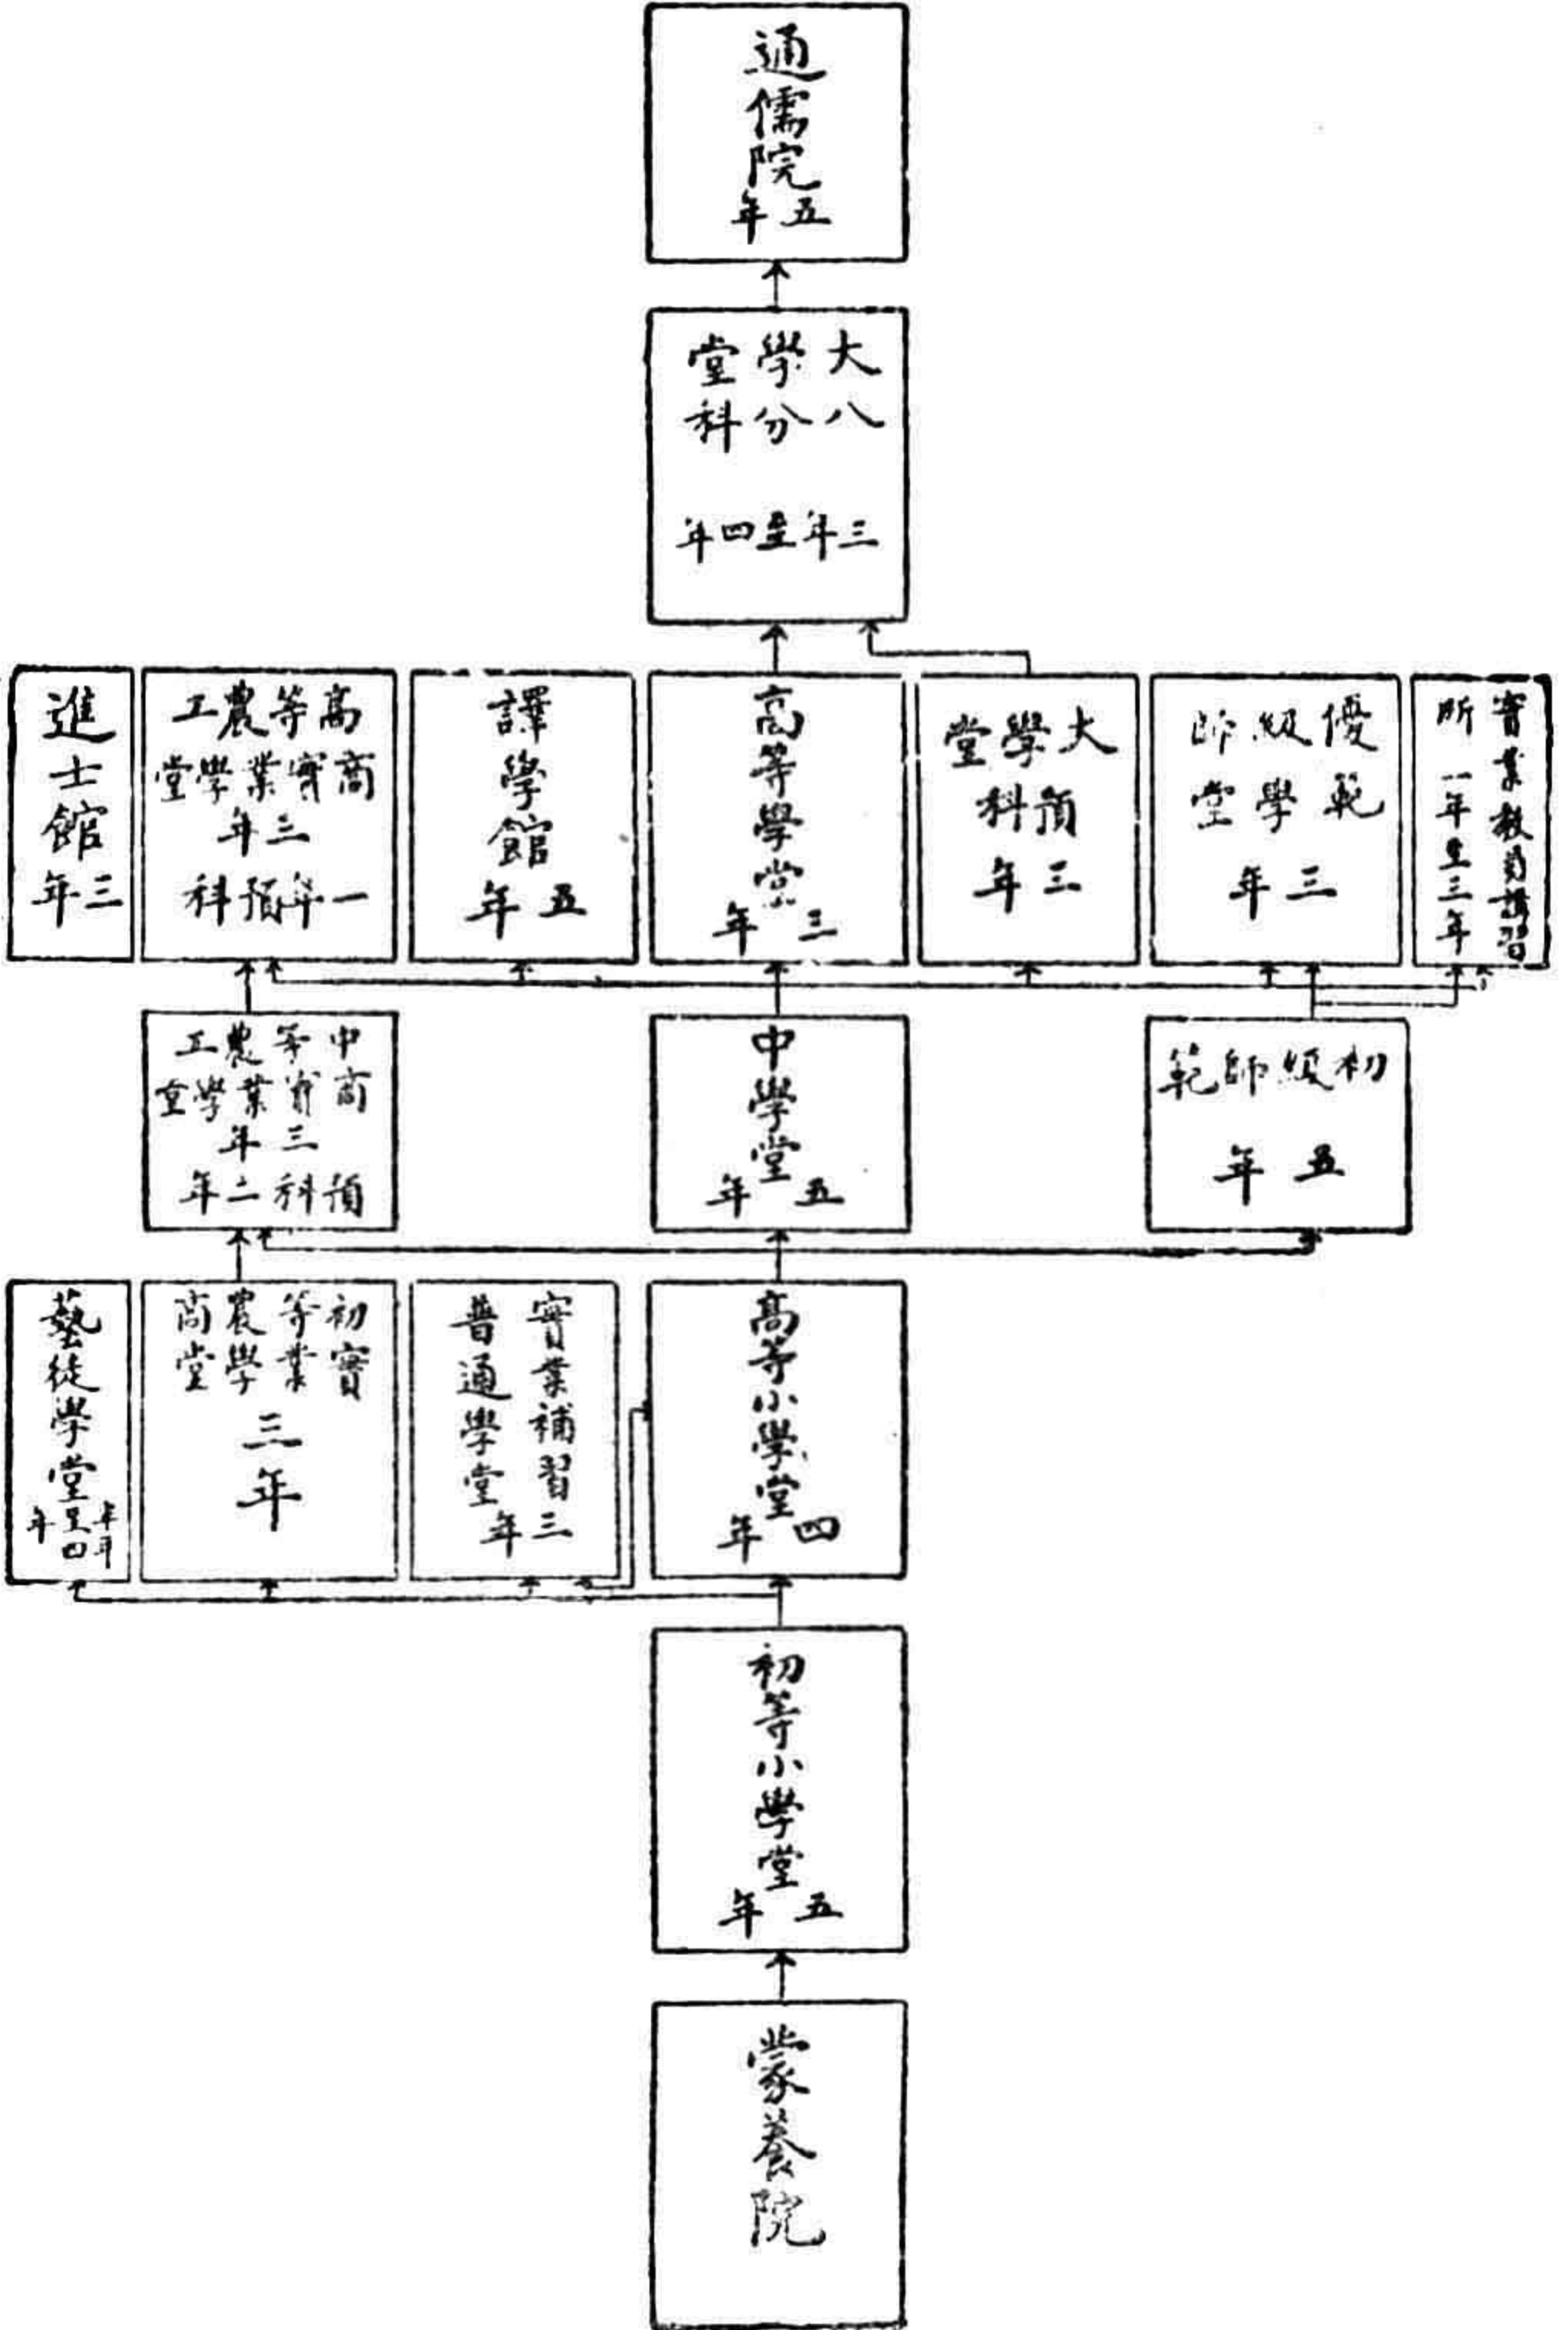 通儒院
五年
大學堂
八分科
三年至四年
進士館
三年
高等農工
商實業學堂
三年
一年預科
譯學館
五年
高等學堂
三年
大學堂
預科
三年
優級師
範學堂
三年
實業教員講習
所 一年至三年
中等農工
商實業學堂
三年
預科二年
中學堂
五年
初級師範
五年
藝徒學堂
半年
至四
年
初等農商
實業學堂
三年
實業補習
普通學堂
三年
高等小學堂
四年
初等小學堂
五年
蒙養院